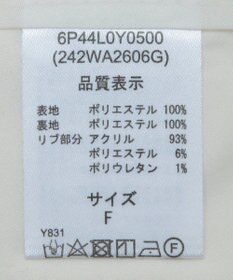 6P44L0Y0500
(242WA2606G)
品質表示
表地 ポリエステル 100%
裏地 ポリエステル 100%
リブ部分 アクリル 93%
ポリエステル 6%
ポリウレタン 1%
サイズ
F
Y831
F